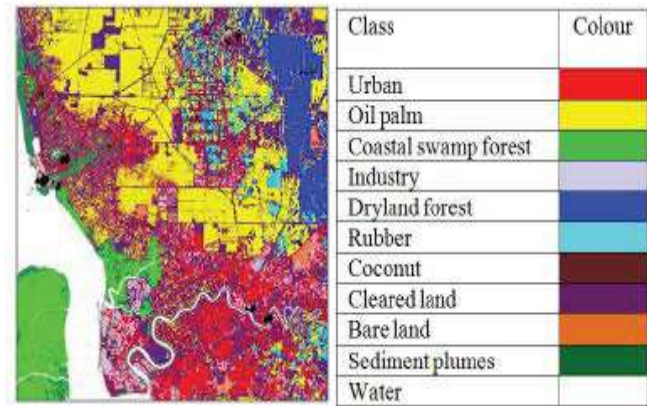 Class Colour
Urban
Oil palm
Coastal swamp forest
Industry
Dryland forest
Rubber
Coconut
Cleared land
Bare land
Sediment plumes
Water